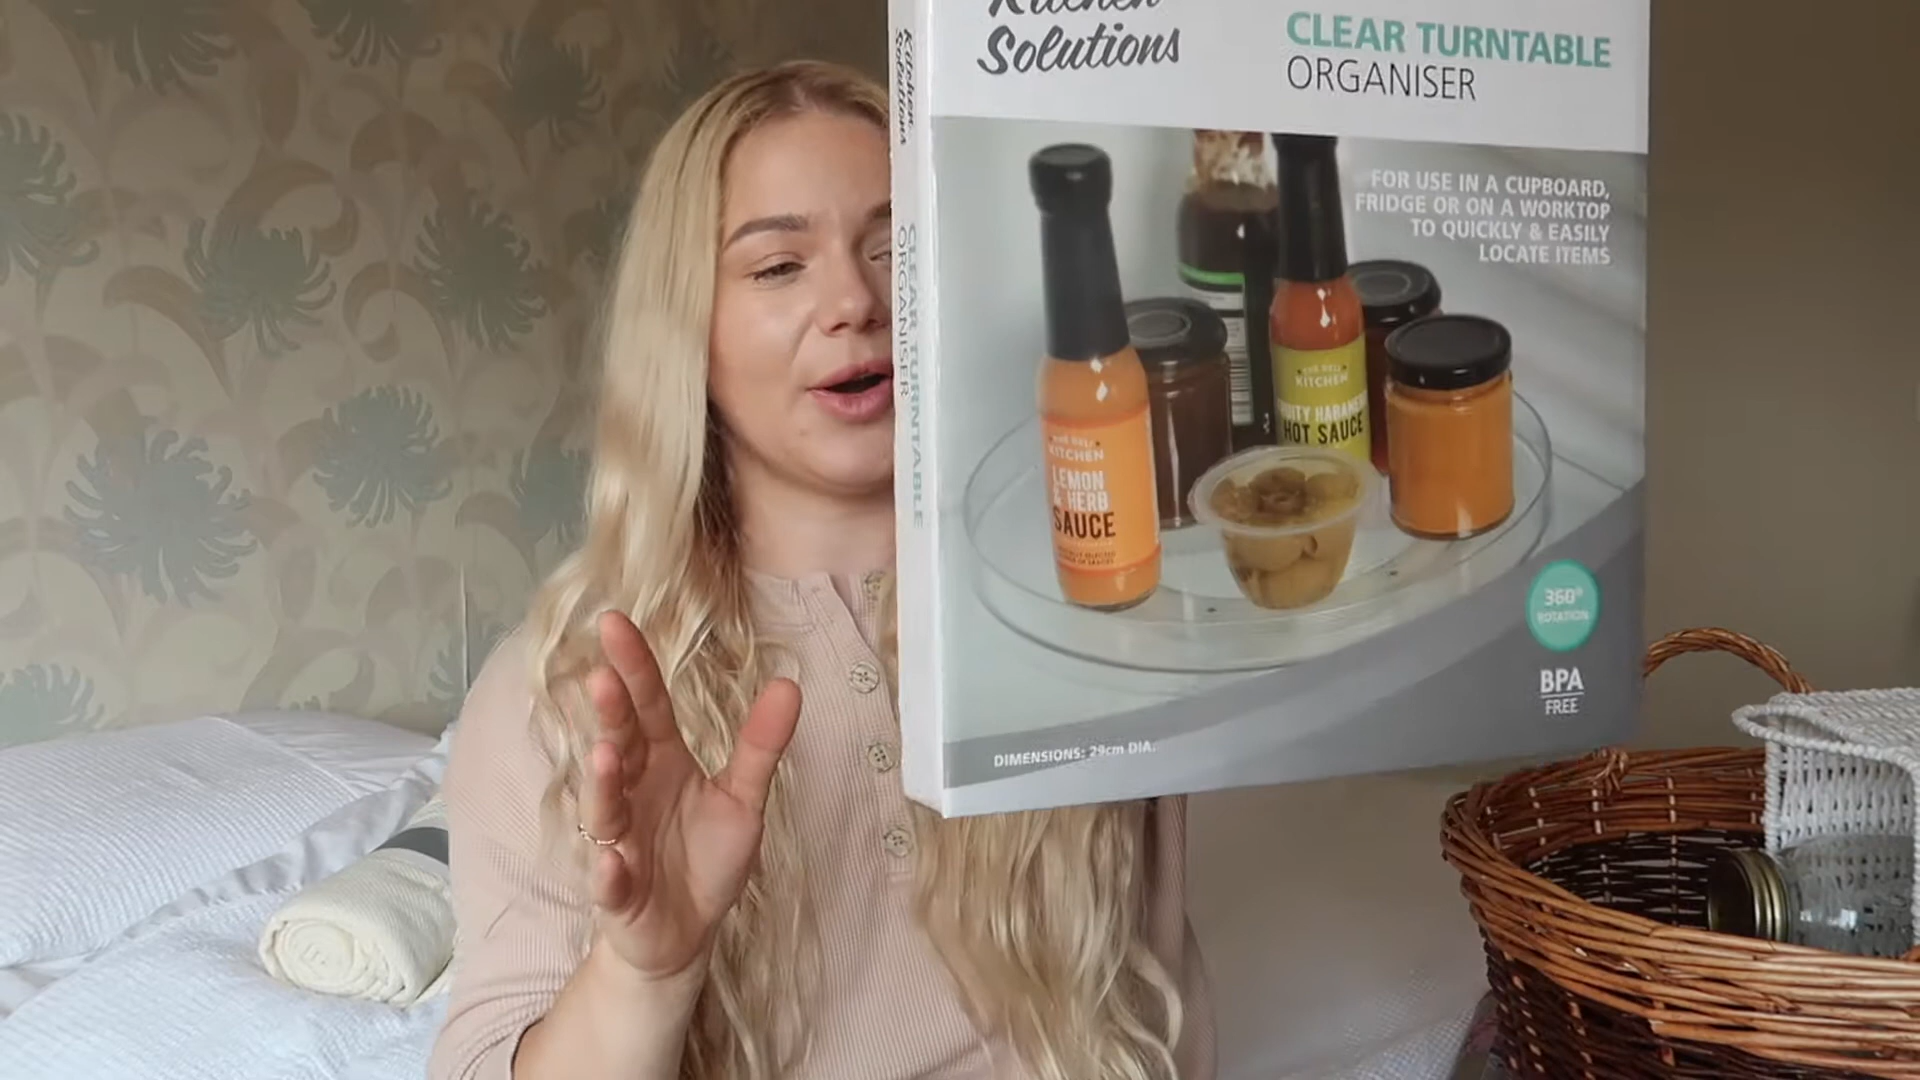 Kitchen
Solutions
CLEAR TURNTABLE
ORGANISER
FOR USE IN A CUPBOARD,
FRIDGE OR ON A WORKTOP
TO QUICKLY & EASILY
LOCATE ITEMS
KITCHEN
HOT SAUCE
KITCHEN
LEMON
& HERB
SAUCE
360°
ROTATION
BPA
FREE
DIMENSIONS: 29cm DIA.
Kitchen
Solutions
CLEAR TURNTABLE
ORGANISER